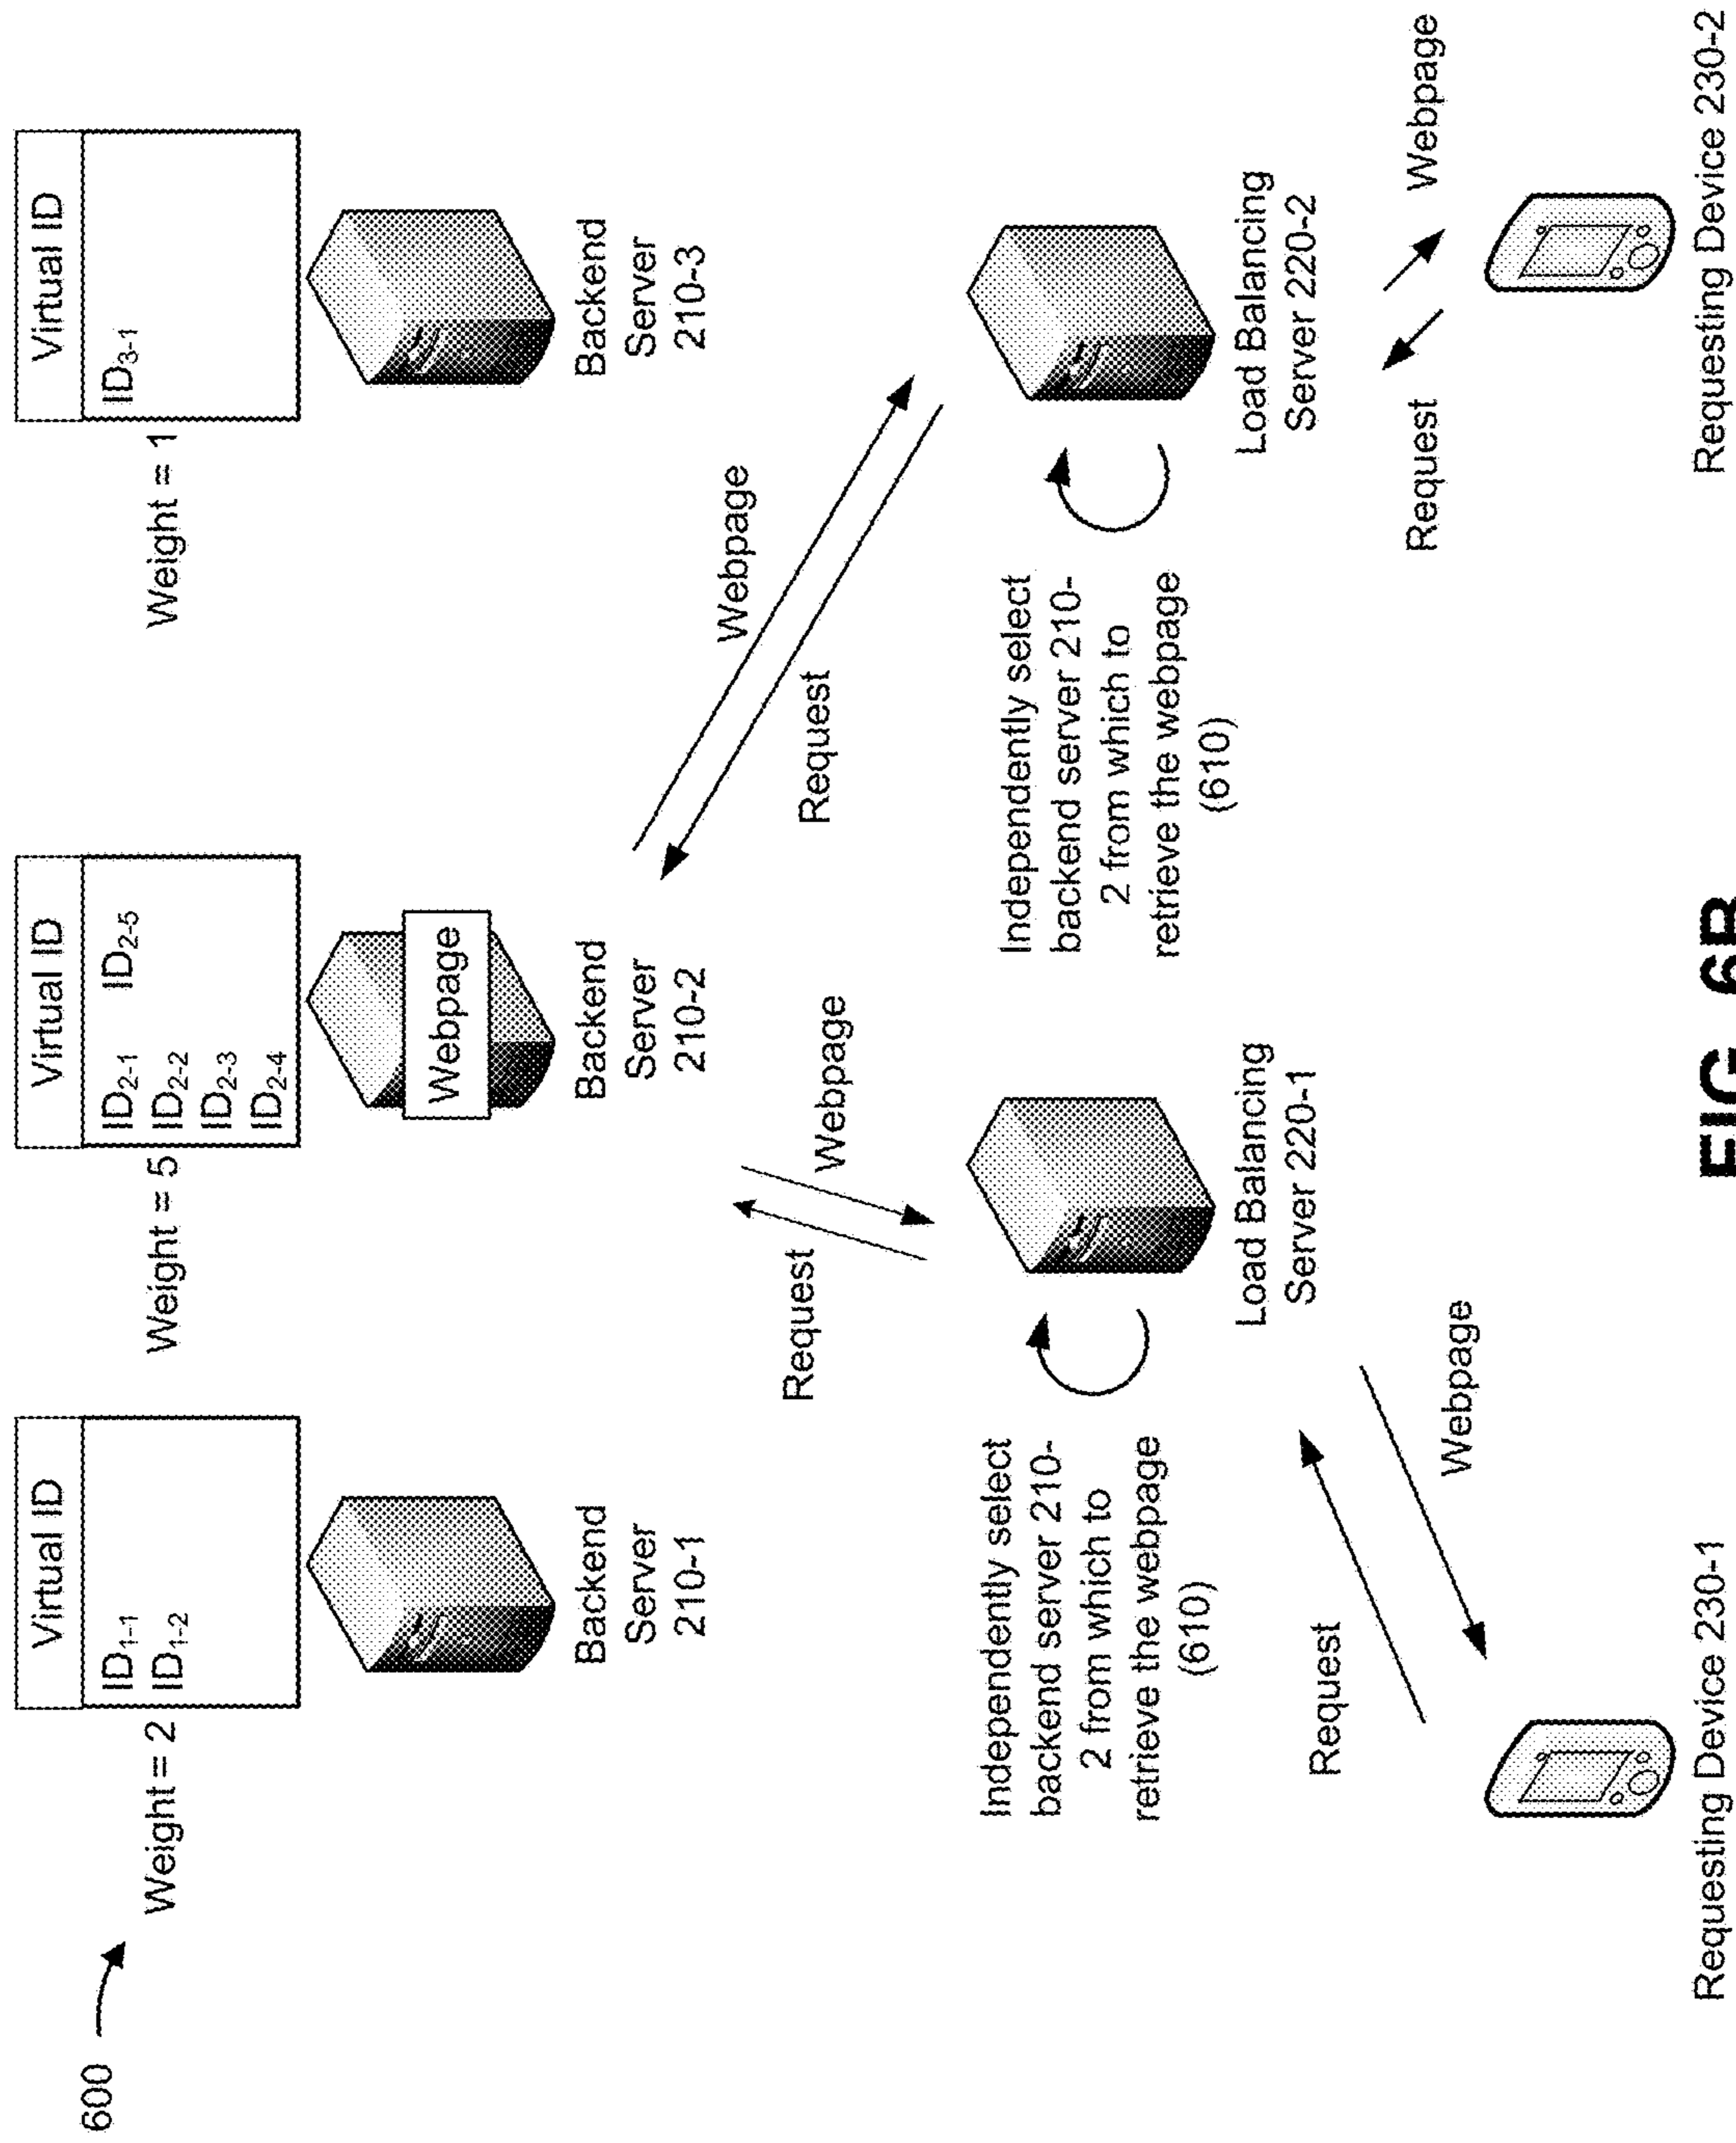 600
Weight = 2
Virtual ID
ID1-1
ID1-2
Backend
Server
210-1
Weight = 5
Virtual ID
ID2-1 ID2-5
ID2-2
ID2-3
ID2-4
Webpage
Backend
Server
210-2
Weight = 1
Virtual ID
ID3-1
Backend
Server
210-3
Request
Webpage
Webpage
Request
Independently select
backend server 210-
2 from which to
retrieve the webpage
(610)
Load Balancing
Server 220-1
Independently select
backend server 210-
2 from which to
retrieve the webpage
(610)
Load Balancing
Server 220-2
Request
Webpage
Request
Webpage
Requesting Device 230-1
Requesting Device 230-2
FIG. 6B